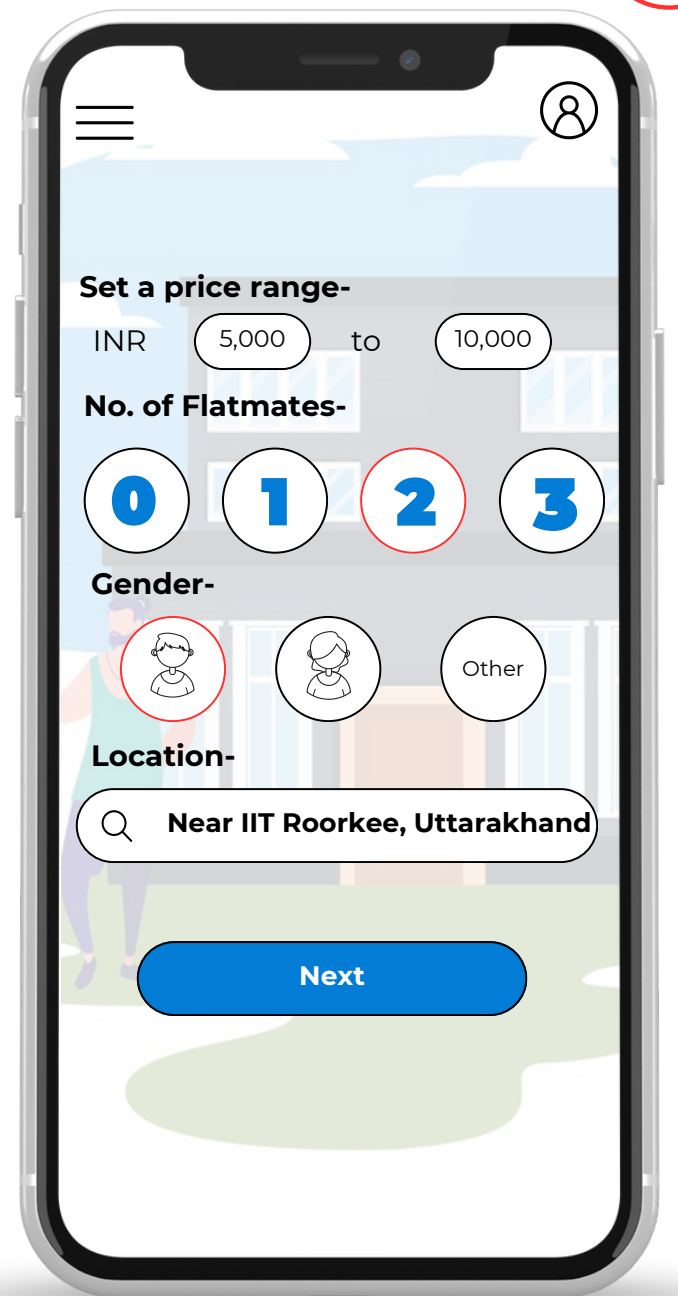 Set a price range-
INR 5,000 to 10,000
No. of Flatmates-
0 1 2 3
Gender-
Other
Location-
Near IIT Roorkee, Uttarakhand
Next